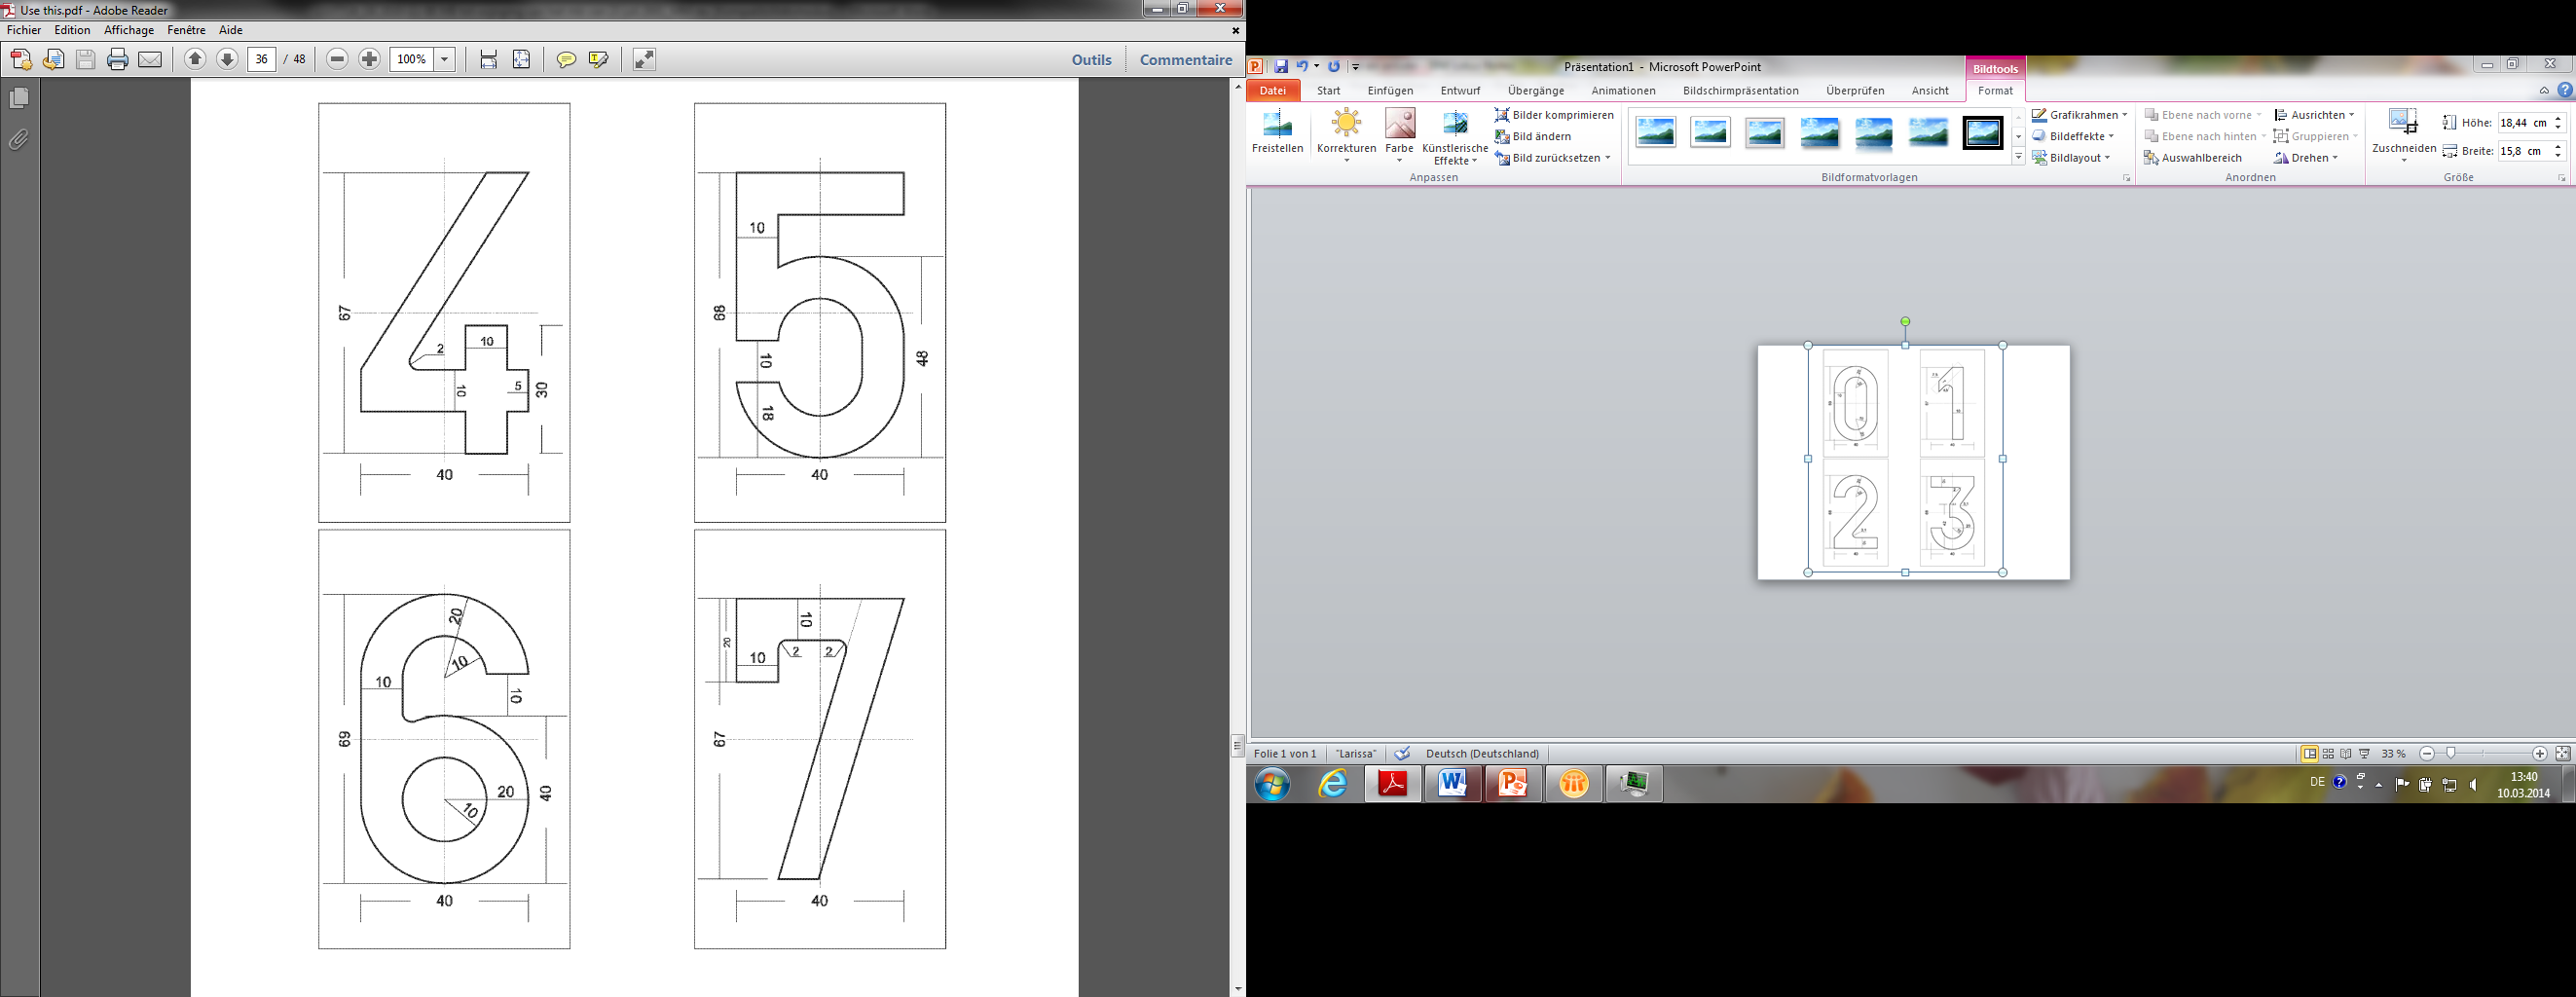 Use this.pdf - Adobe Reader
Fichier Edition Affichage Fenêtre Aide
36 / 48 100% Outils Commentaire
67
2
10
10
5
30
40
10
68
10
18
48
40
20
10
10
10
69
20
10
40
40
20
10
10
2 2
67
40
Präsentation1 - Microsoft PowerPoint
Bildtools
Datei Start Einfügen Entwurf Übergänge Animationen Bildschirmpräsentation Überprüfen Ansicht Format
Freistellen
Korrekturen
Farbe
Künstlerische Effekte
Bilder komprimieren
Bild ändern
Bild zurücksetzen
Anpassen
Bildformatvorlagen
Grafikrahmen
Bildeffekte
Bildlayout
Ebene nach vorne
Ebene nach hinten
Auswahlbereich
Ausrichten
Gruppieren
Drehen
Anordnen
Zuschneiden
Höhe: 18,44 cm
Breite: 15,8 cm
Größe
0 1
2 3
Folie 1 von 1 "Larissa" Deutsch (Deutschland) 33 %
DE
13:40
10.03.2014